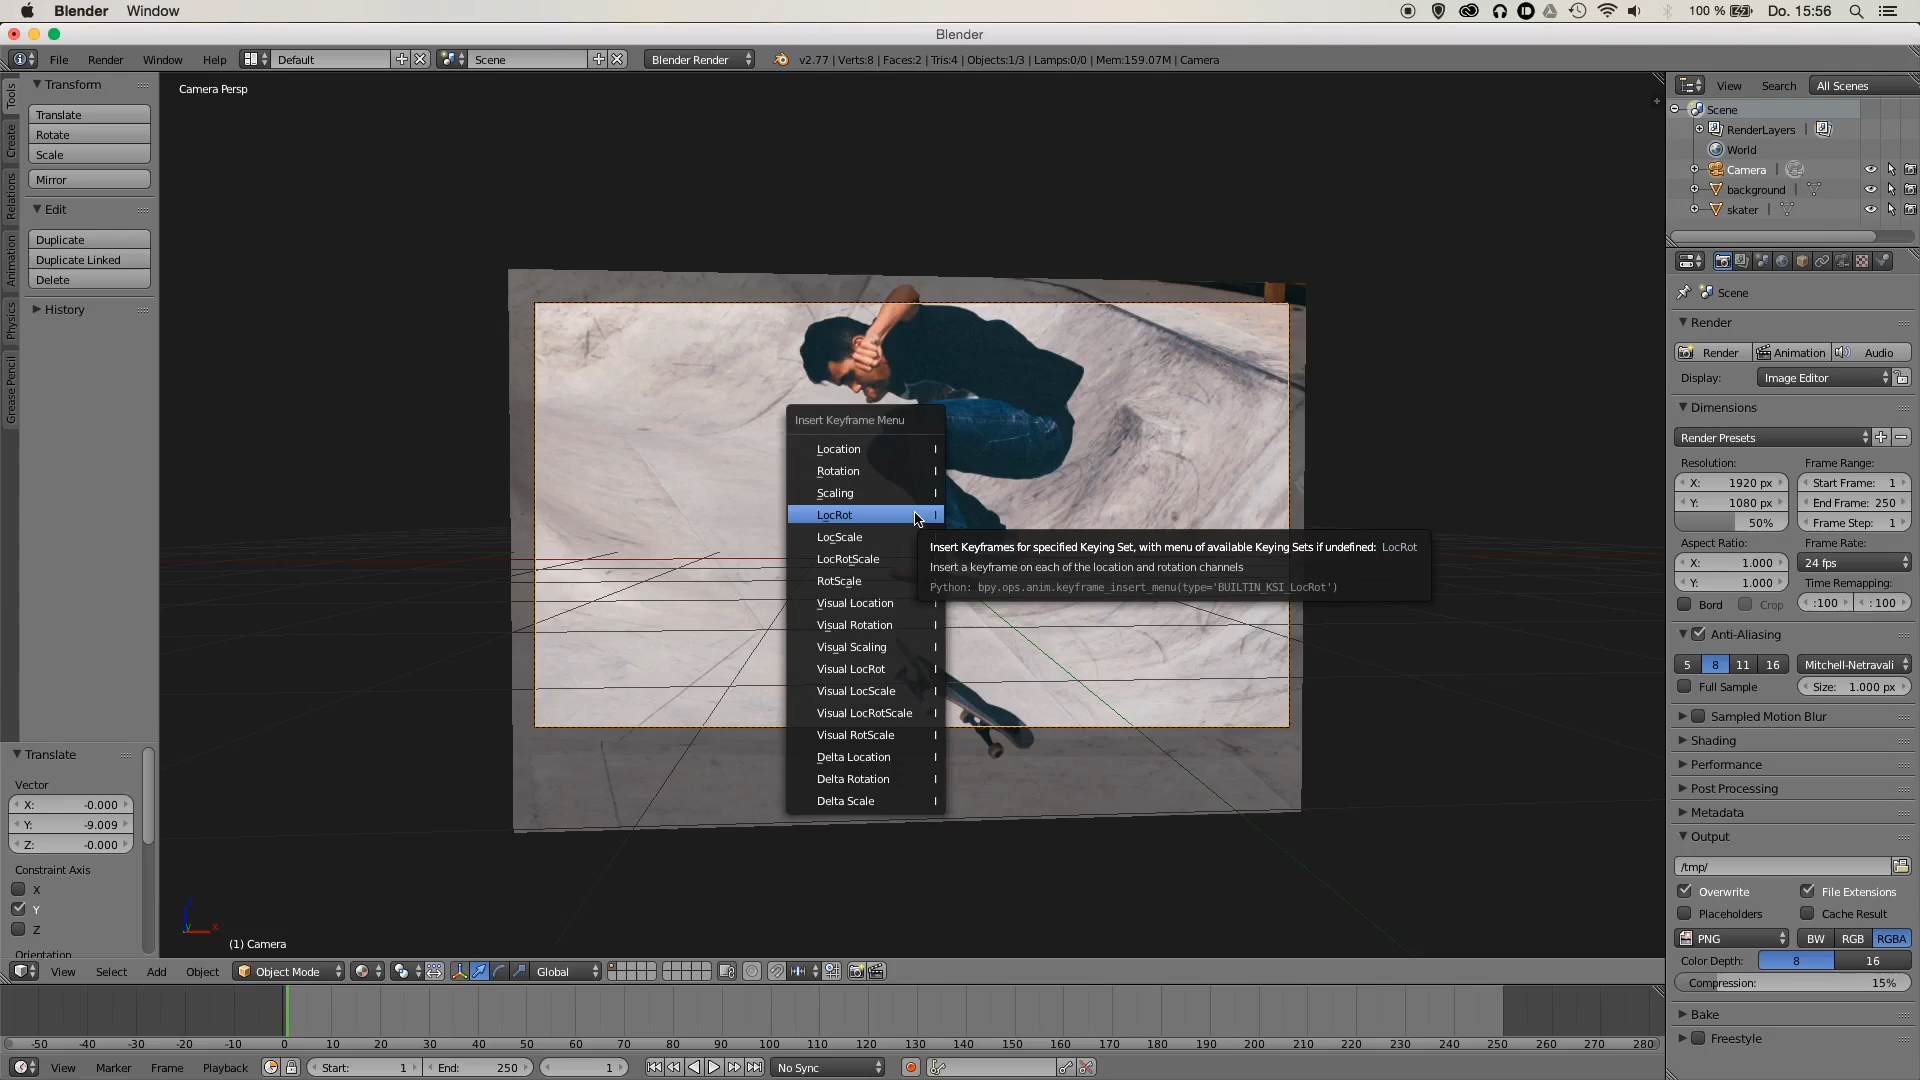 Blender Window
100 % Do. 15:56
Blender
File Render Window Help Default Scene Blender Render v2.77 | Verts:8 | Faces:2 | Tris:4 | Objects:1/3 | Lamps:0/0 | Mem:159.07M | Camera
Tools
Create
Relations
Animation
Physics
Grease Pencil
Transform
Translate
Rotate
Scale
Mirror
Edit
Duplicate
Duplicate Linked
Delete
History
Translate
Vector
X: -0.000
Y: -9.009
Z: -0.000
Constraint Axis
X
Y
Z
Orientation
Camera Persp
Insert Keyframe Menu
Location I
Rotation I
Scaling I
LocRot I
LocScale
LocRotScale
RotScale
Visual Location I
Visual Rotation I
Visual Scaling I
Visual LocRot I
Visual LocScale I
Visual LocRotScale I
Visual RotScale I
Delta Location I
Delta Rotation I
Delta Scale I
Insert Keyframes for specified Keying Set, with menu of available Keying Sets if undefined: LocRot
Insert a keyframe on each of the location and rotation channels
Python: bpy.ops.anim.keyframe_insert_menu(type='BUILTIN_KSI_LocRot')
(1) Camera
View Select Add Object Object Mode Global
-50 -40 -30 -20 -10 0 10 20 30 40 50 60 70 80 90 100 110 120 130 140 150 160 170 180 190 200 210 220 230 240 250 260 270 280
View Marker Frame Playback Start: 1 End: 250 1 No Sync
View Search All Scenes
Scene
RenderLayers
World
Camera
background
skater
Scene
Render
Render Animation Audio
Display: Image Editor
Dimensions
Render Presets
Resolution: Frame Range:
X: 1920 px Start Frame: 1
Y: 1080 px End Frame: 250
50% Frame Step: 1
Aspect Ratio: Frame Rate:
X: 1.000 24 fps
Y: 1.000 Time Remapping:
Bord Crop :100 : 100
Anti-Aliasing
5 8 11 16 Mitchell-Netravali
Full Sample Size: 1.000 px
Sampled Motion Blur
Shading
Performance
Post Processing
Metadata
Output
/tmp/
Overwrite File Extensions
Placeholders Cache Result
PNG BW RGB RGBA
Color Depth: 8 16
Compression: 15%
Bake
Freestyle